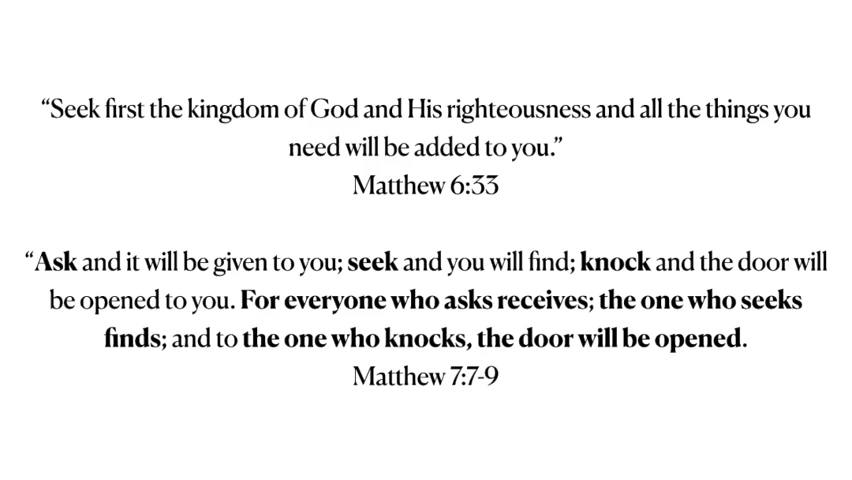 “Seek first the kingdom of God and His righteousness and all the things you
need will be added to you.”
Matthew 6:33
“Ask and it will be given to you; seek and you will find; knock and the door will
be opened to you. For everyone who asks receives; the one who seeks
finds; and to the one who knocks, the door will be opened.
Matthew 7:7-9